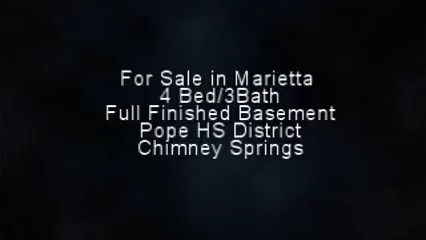 For Sale in Marietta
4 Bed/3Bath
Full Finished Basement
Pope HS District
Chimney Springs